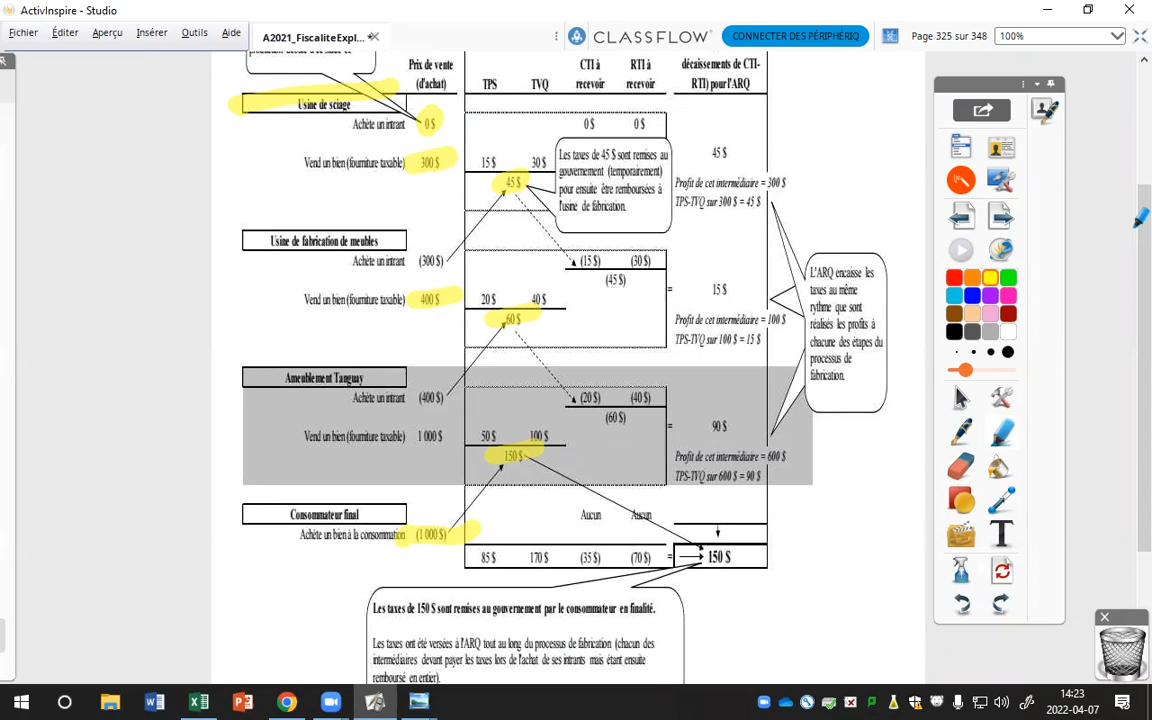 ActivInspire - Studio
Fichier Éditer Aperçu Insérer Outils Aide
A2021_FiscaliteExpl...
CLASSFLOW
CONNECTER DES PÉRIPHÉRIQ
Page 325 sur 348
100%
Prix de vente
(d'achat)
TPS
TVQ
CTI à
recevoir
RTI à
recevoir
décaissements de CTI-
RTI) pour l'ARQ
Usine de sciage
Achète un intrant 0 $ 0 $ 0 $
Vend un bien (fourniture taxable) 300 $ 15 $ 30 $ 45 $
45 $
Les taxes de 45 $ sont remises au
gouvernement (temporairement)
pour ensuite être remboursées à
l'usine de fabrication.
Profit de cet intermédiaire = 300 $
TPS-TVQ sur 300 $ = 45 $
Usine de fabrication de meubles
Achète un intrant (300 $) (15 $) (30 $)
(45 $)
Vend un bien (fourniture taxable) 400 $ 20 $ 40 $ = 15 $
60 $
Profit de cet intermédiaire = 100 $
TPS-TVQ sur 100 $ = 15 $
L'ARQ encaisse les
taxes au même
rythme que sont
réalisés les profits à
chacune des étapes du
processus de
fabrication.
Ameublement Tanguay
Achète un intrant (400 $) (20 $) (40 $)
(60 $)
Vend un bien (fourniture taxable) 1 000 $ 50 $ 100 $ = 90 $
150 $
Profit de cet intermédiaire = 600 $
TPS-TVQ sur 600 $ = 90 $
Consommateur final
Aucun Aucun
Achète un bien à la consommation (1 000 $)
85 $ 170 $ (35 $) (70 $) = 150 $
Les taxes de 150 $ sont remises au gouvernement par le consommateur en finalité.
Les taxes ont été versées à l'ARQ tout au long du processus de fabrication (chacun des
intermédiaires devant payer les taxes lors de l'achat de ses intrants mais étant ensuite
remboursé en entier).
14:23
2022-04-07